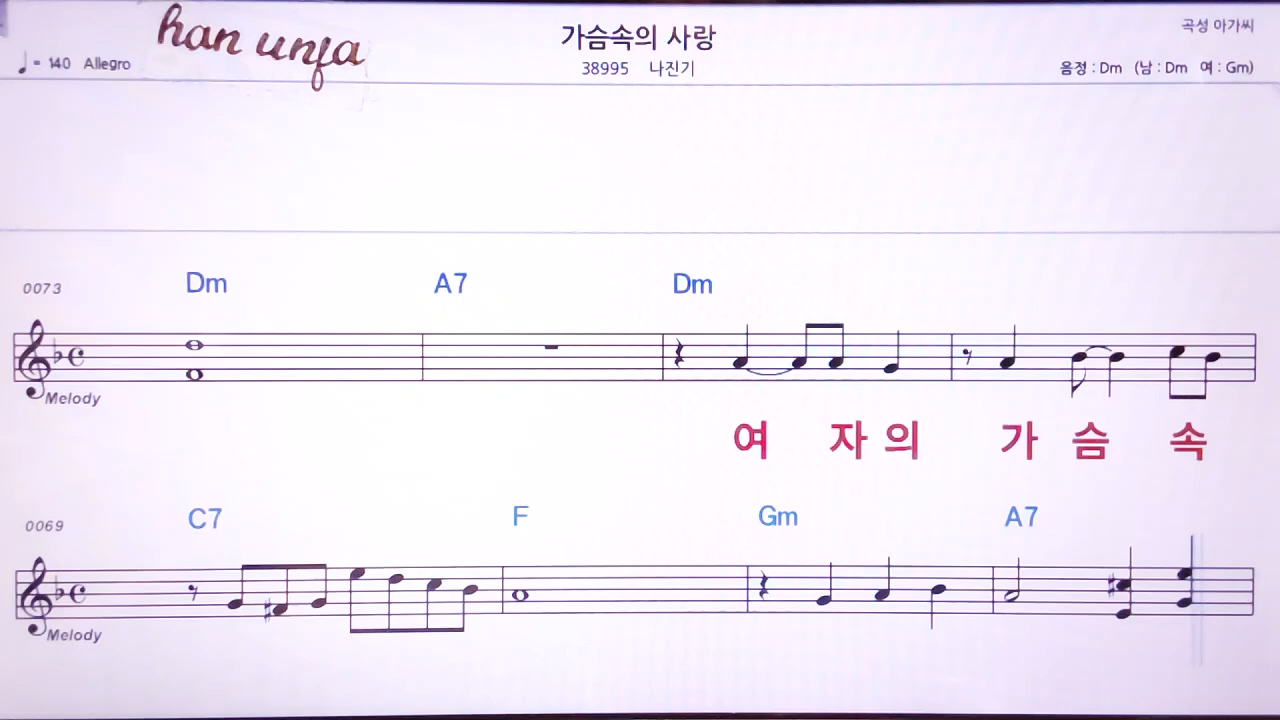 han unja
가슴속의 사랑
곡성 아가씨
♩= 140 Allegro
38995 나진기
음정 : Dm (남 : Dm 여 : Gm)
0073 Dm A7 Dm
Melody
여 자 의 가 슴 속
0069 C7 F Gm A7
Melody